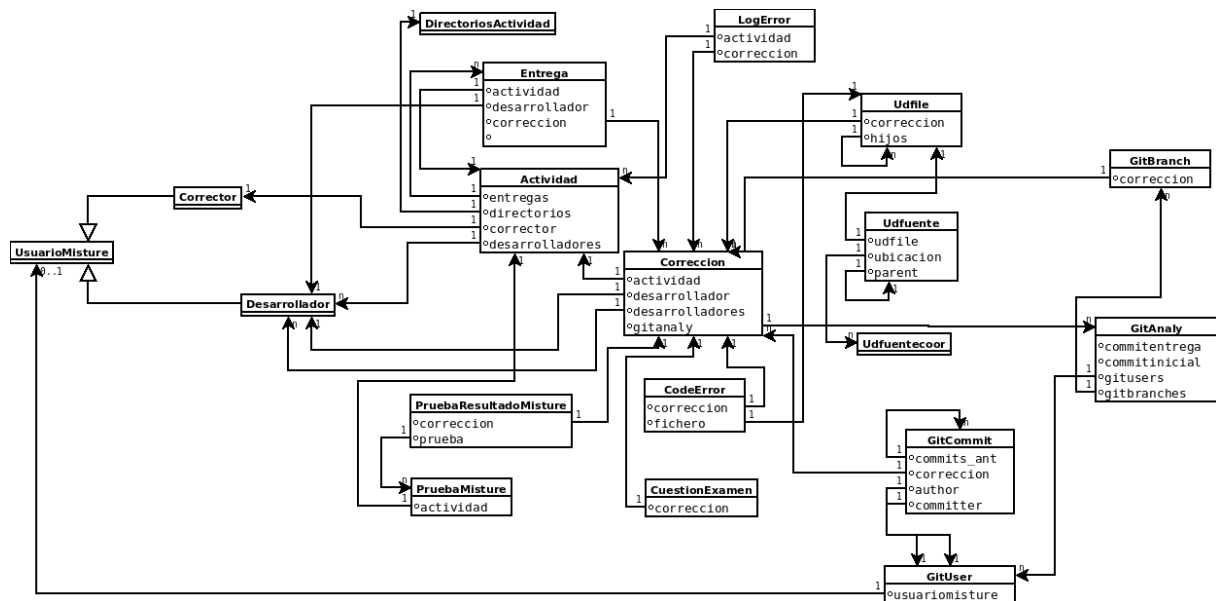 DirectoriosActividad
LogError
actividad
correccion
Entrega
actividad
desarrollador
correccion
Udfile
correccion
hijos
GitBranch
correccion
Actividad
entregas
directorios
corrector
desarrolladores
Corrector
UsuarioMisture
0..1
Desarrollador
Udfuente
udfile
ubicacion
parent
Correccion
actividad
desarrollador
desarrolladores
gitanaly
Udfuentecoor
GitAnaly
commitentrega
commitinicial
gitusers
gitbranches
PruebaResultadoMisture
correccion
prueba
CodeError
correccion
fichero
GitCommit
commits_ant
correccion
author
committer
PruebaMisture
actividad
CuestionExamen
correccion
GitUser
usuariomisture